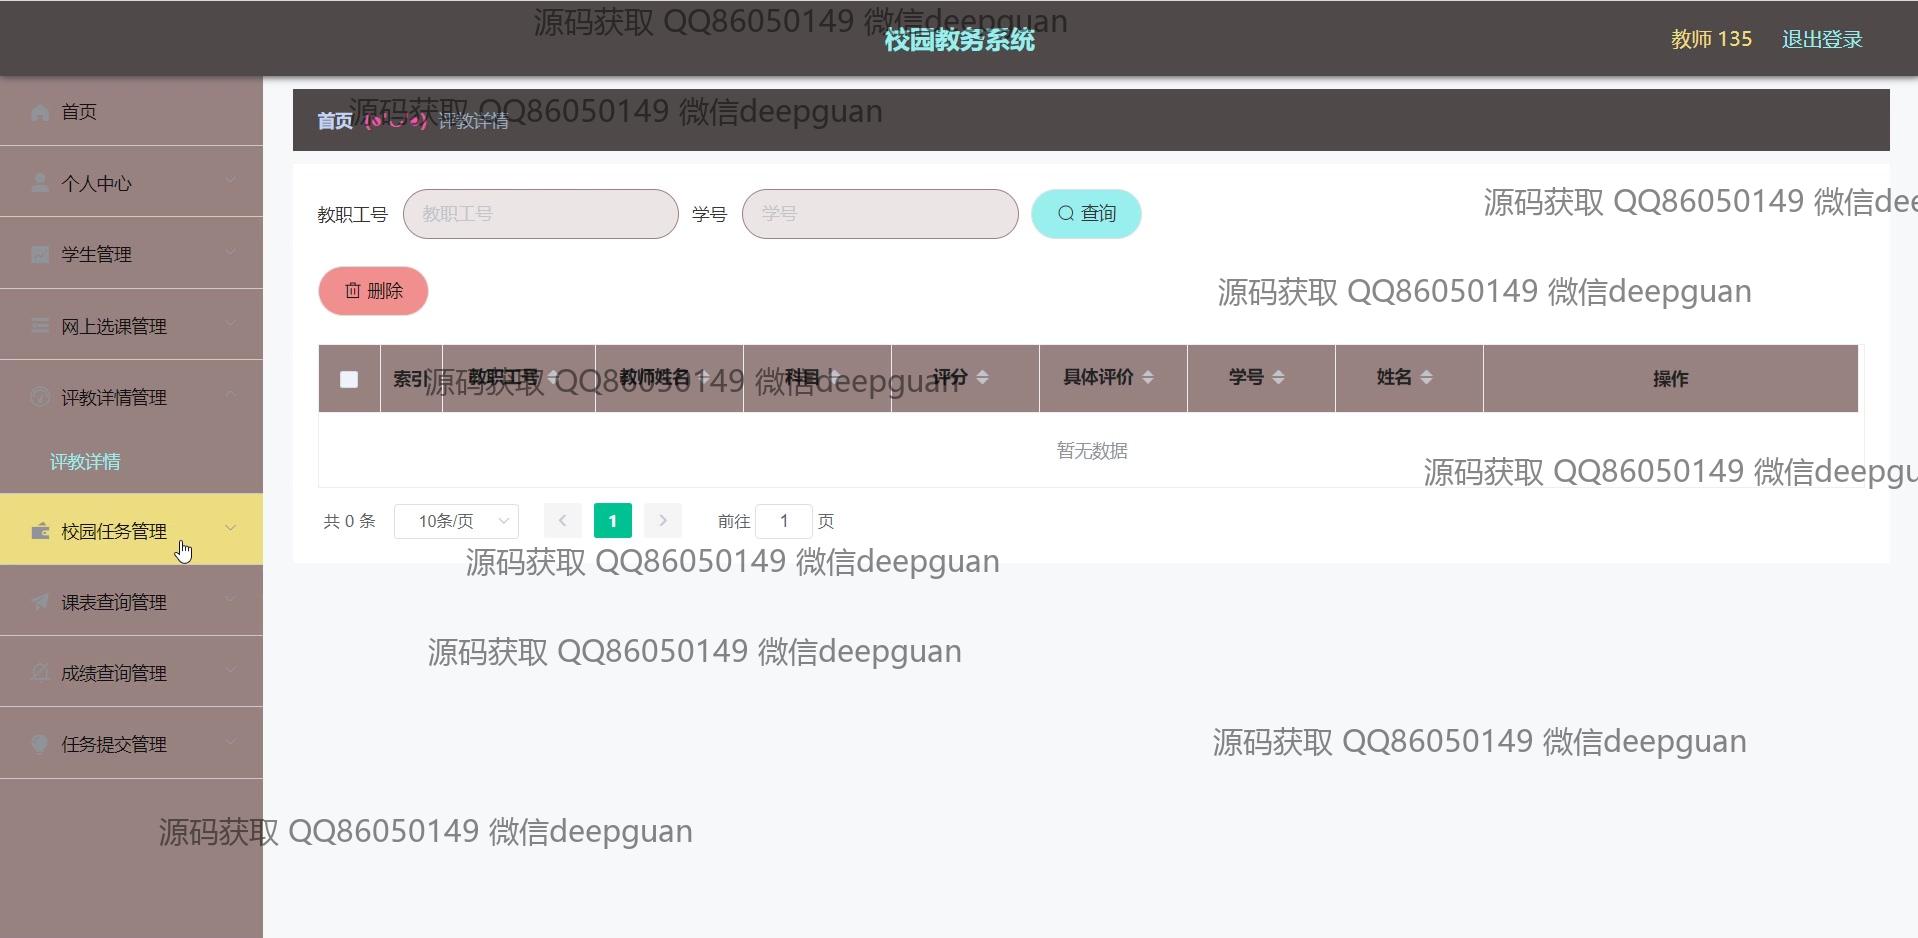 源码获取 QQ86050149 微信deepguan
校园教务系统
教师 135 退出登录
首页
个人中心
学生管理
网上选课管理
评教详情管理
评教详情
校园任务管理
课表查询管理
成绩查询管理
任务提交管理
源码获取 QQ86050149 微信deepguan
首页 (●'◡'●) 评教详情
教职工号 教职工号 学号 学号 查询
源码获取 QQ86050149 微信dee
删除
源码获取 QQ86050149 微信deepguan
索引 教职工号 教师姓名 科目 评分 具体评价 学号 姓名 操作
源码获取 QQ86050149 微信deepguan
暂无数据
源码获取 QQ86050149 微信deepgu
共 0 条 10条/页 1 前往 1 页
源码获取 QQ86050149 微信deepguan
源码获取 QQ86050149 微信deepguan
源码获取 QQ86050149 微信deepguan
源码获取 QQ86050149 微信deepguan